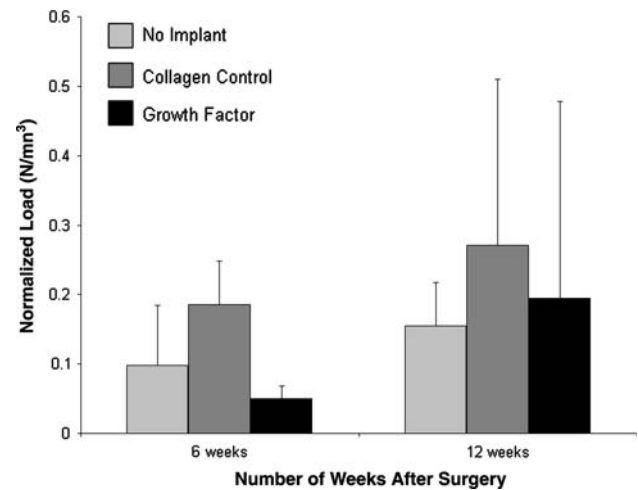 0.6
0.5
0.4
0.3
0.2
0.1
0
Normalized Load (N/mn³)
No Implant
Collagen Control
Growth Factor
6 weeks
12 weeks
Number of Weeks After Surgery